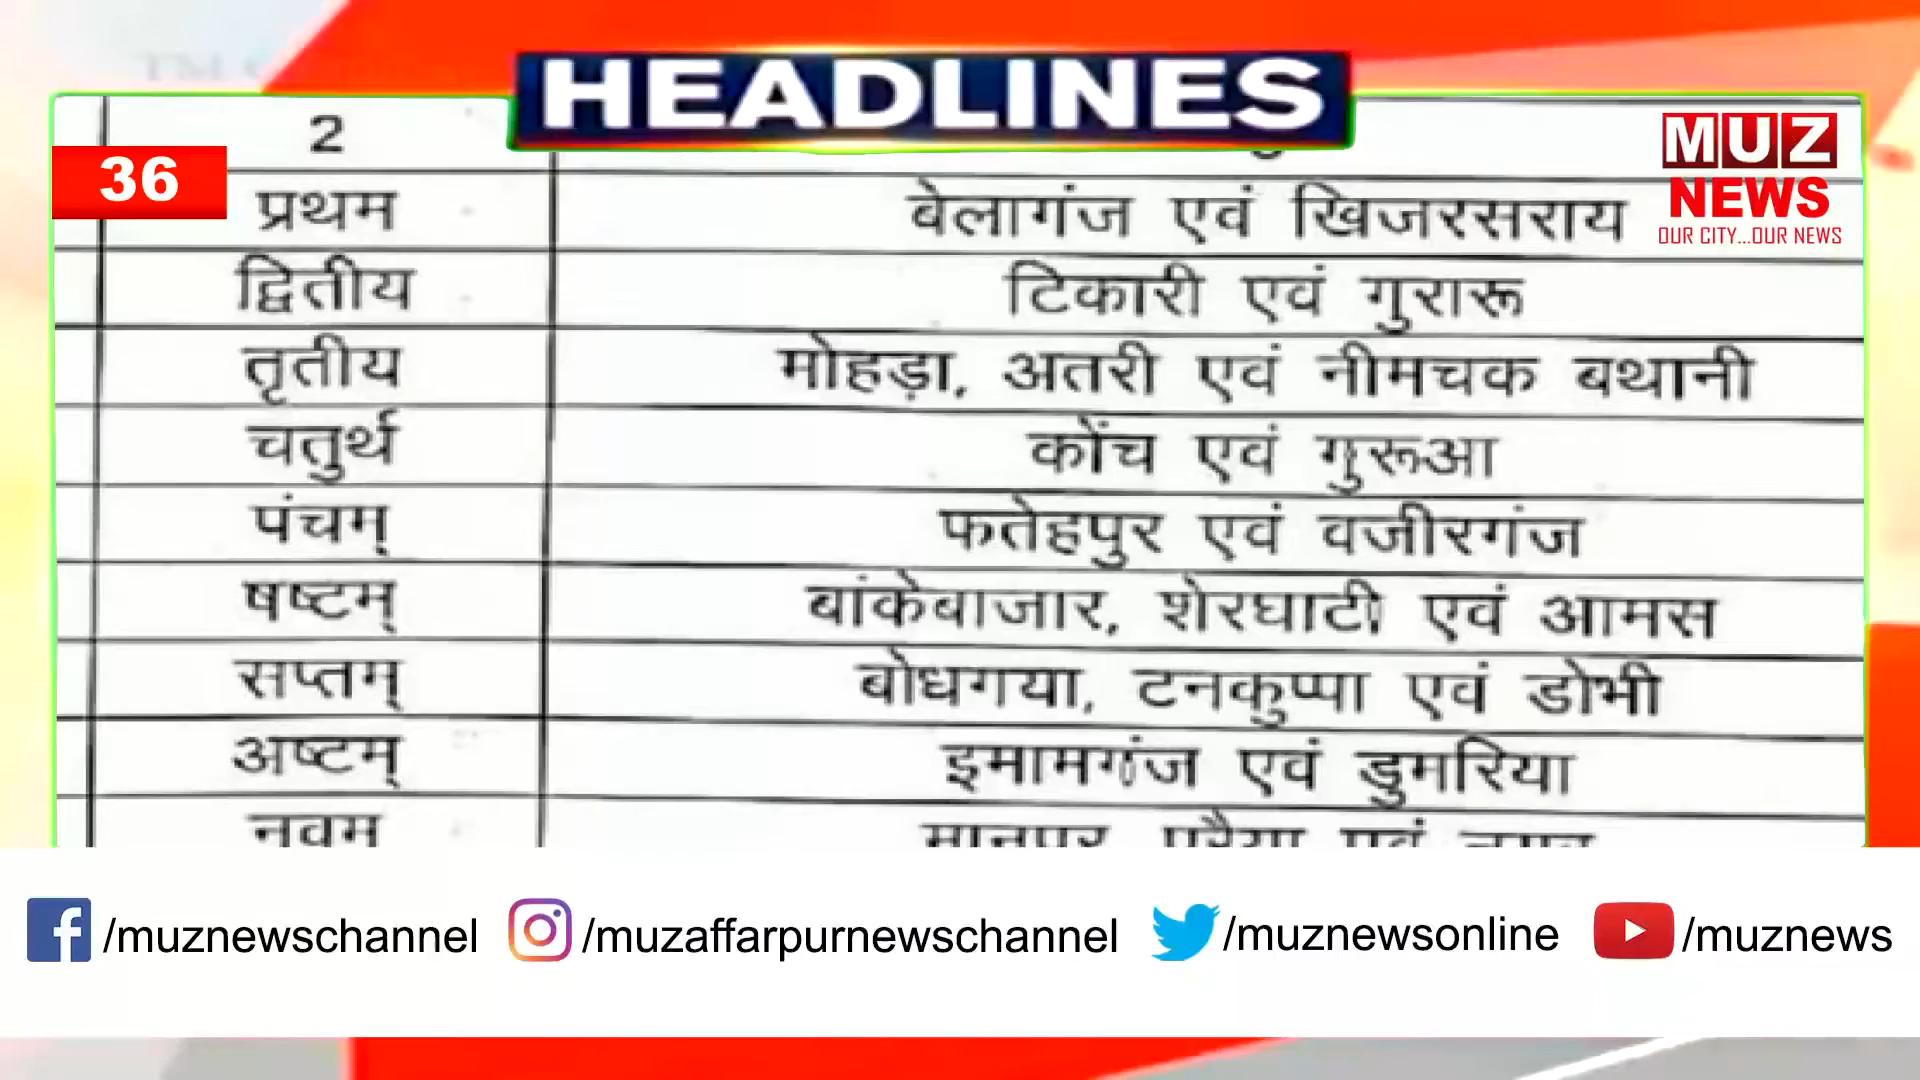 HEADLINES
MUZ
NEWS
OUR CITY...OUR NEWS
36
2
प्रथम बेलागंज एवं खिजरसराय
द्वितीय टिकारी एवं गुरारू
तृतीय मोहड़ा, अतरी एवं नीमचक बथानी
चतुर्थ कोंच एवं गुरूआ
पंचम् फतेहपुर एवं वजीरगंज
षष्टम् बांकेबाजार, शेरघाटी एवं आमस
सप्तम् बोधगया, टनकुप्पा एवं डोभी
अष्टम् इमामगंज एवं डुमरिया
नवम
/muznewschannel /muzaffarpurnewschannel /muznewsonline /muznews